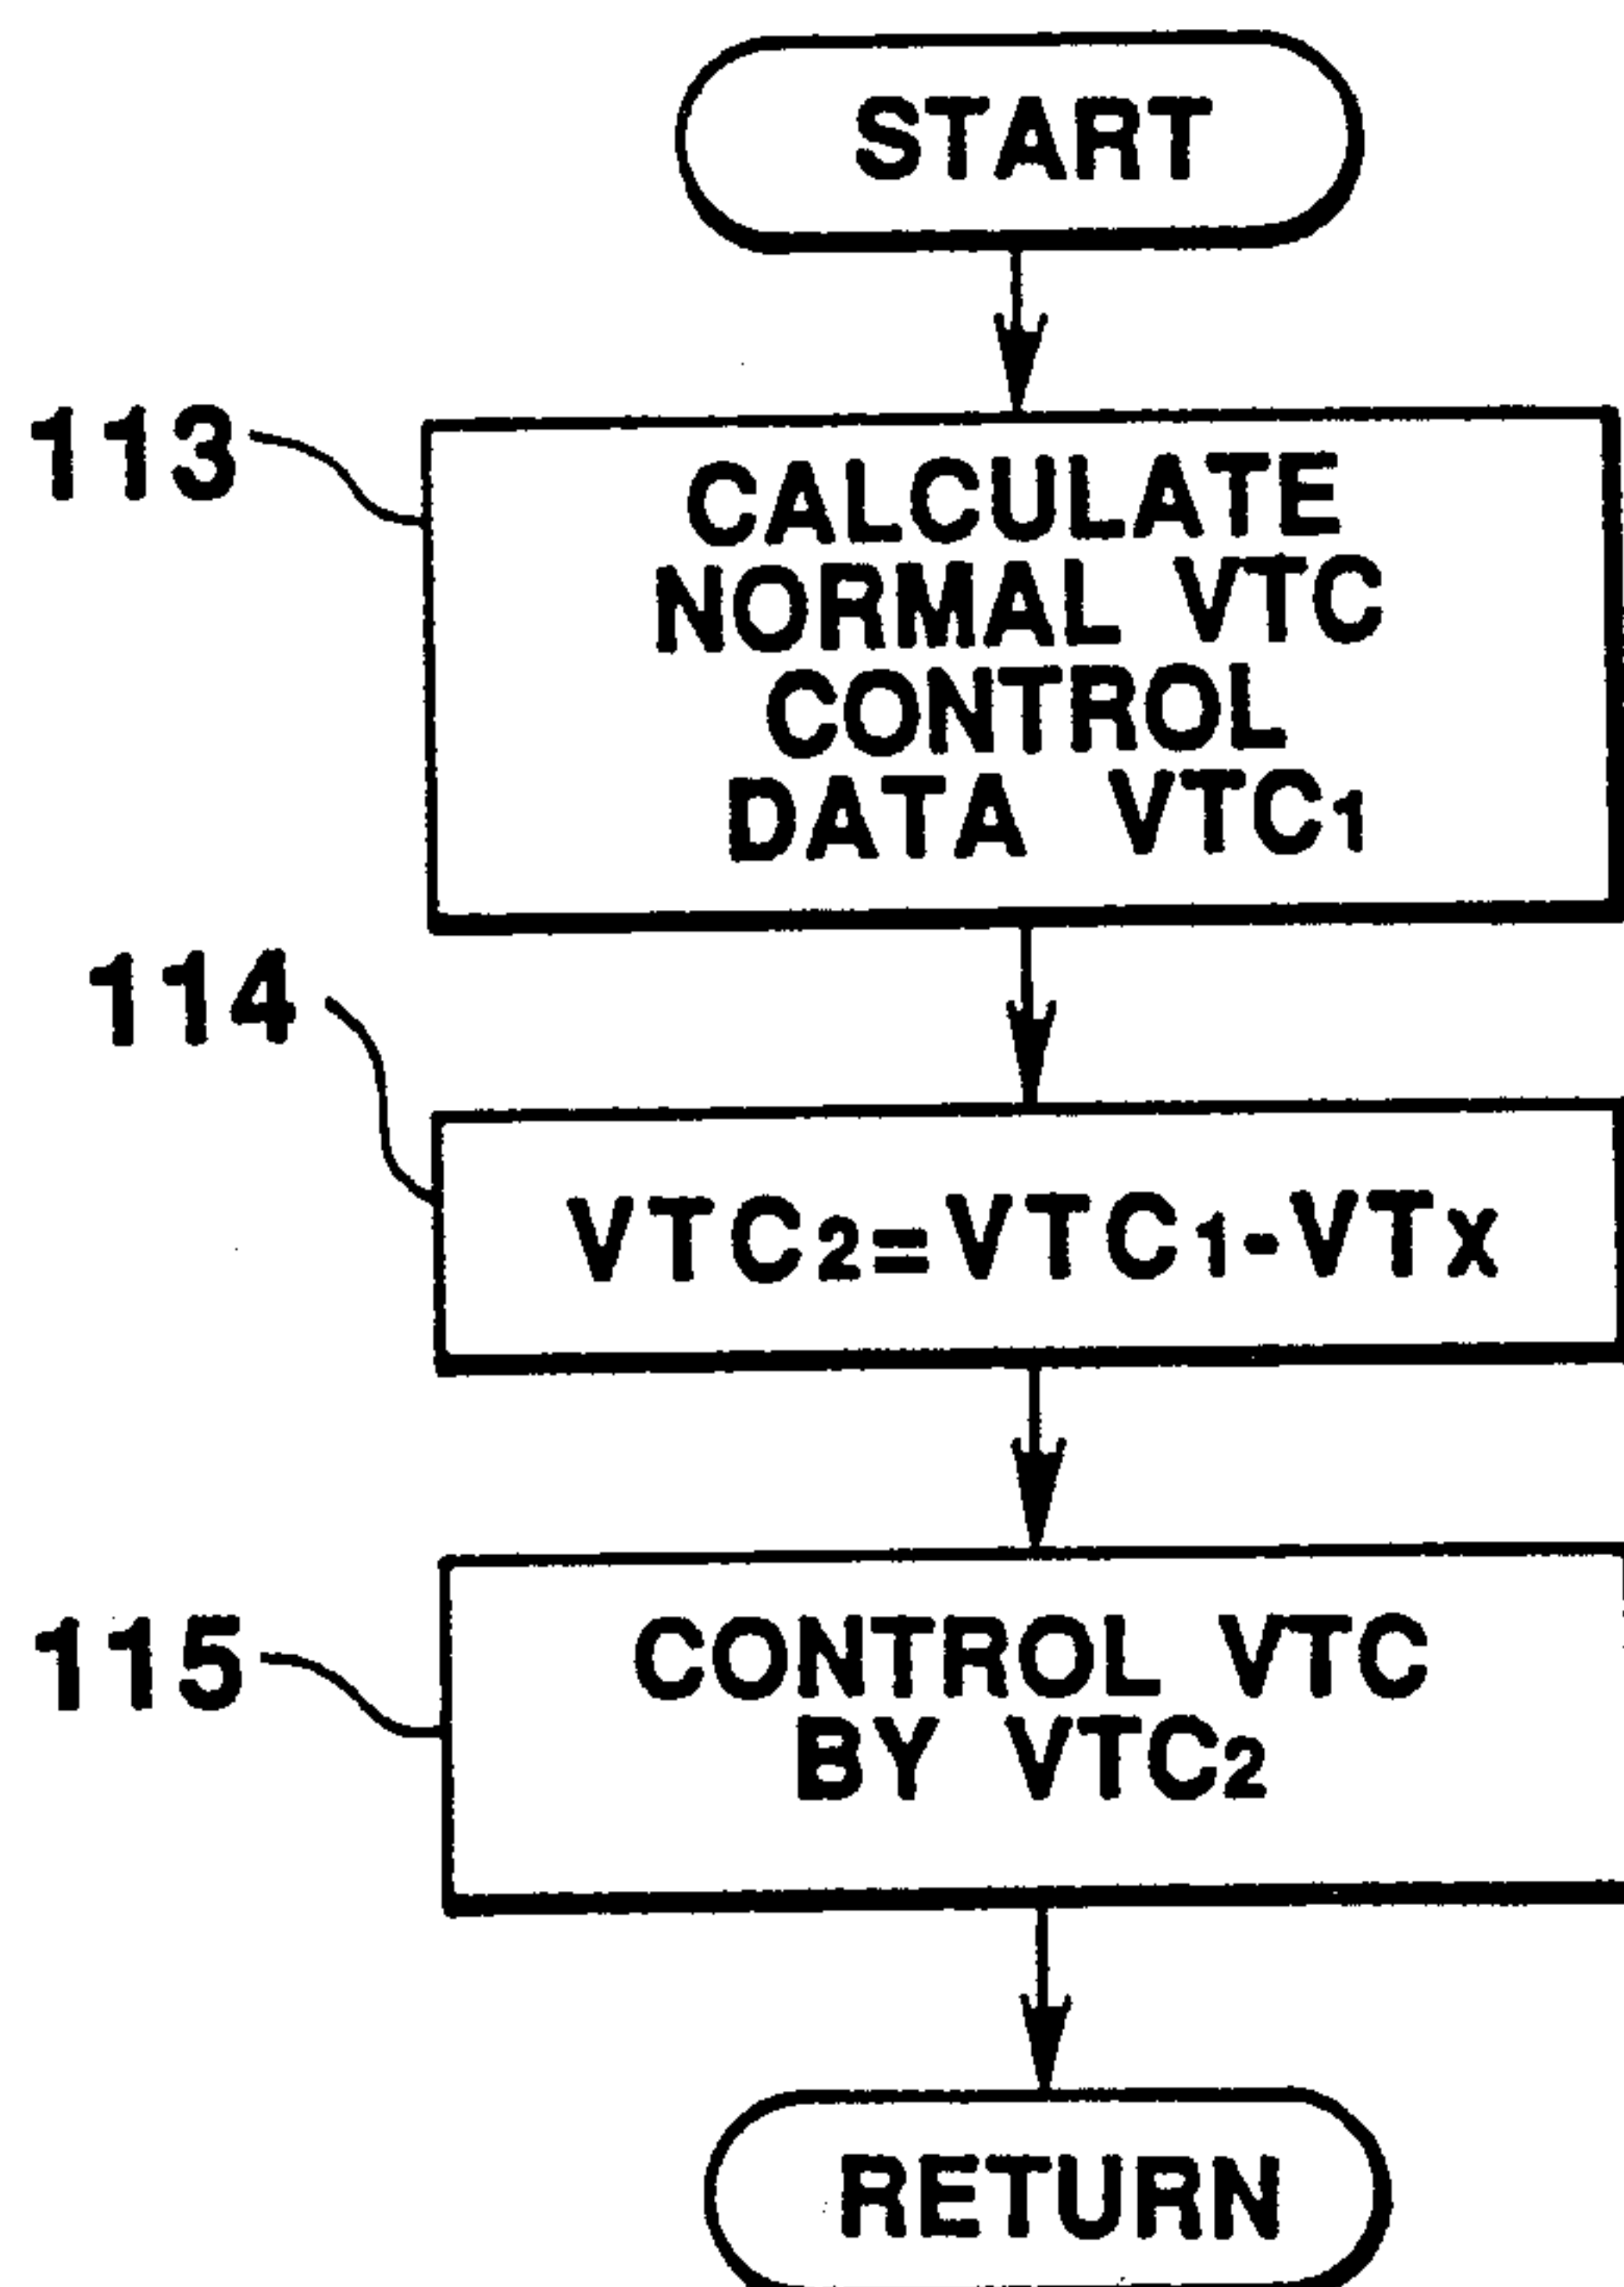 START
113
CALCULATE
NORMAL VTC
CONTROL
DATA VTC1
114
VTC2=VTC1-VTX
115
CONTROL VTC
BY VTC2
RETURN